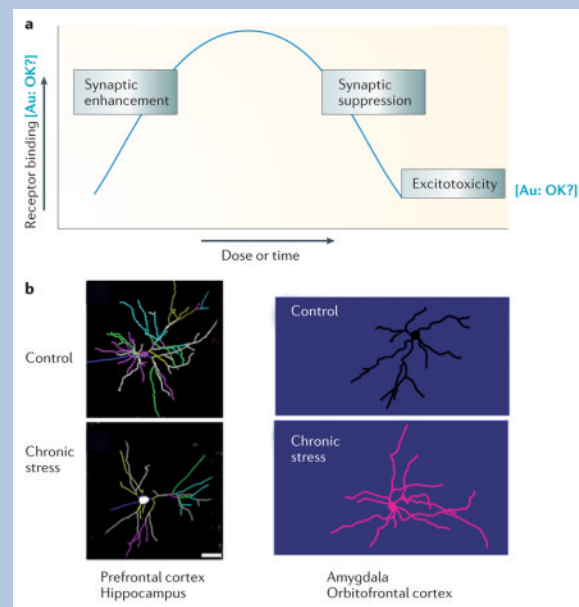 a
Receptor binding [Au: OK?]
Synaptic
enhancement
Synaptic
suppression
Excitotoxicity
[Au: OK?]
Dose or time
b
Control
Control
Chronic
stress
Chronic
stress
Prefrontal cortex
Hippocampus
Amygdala
Orbitofrontal cortex